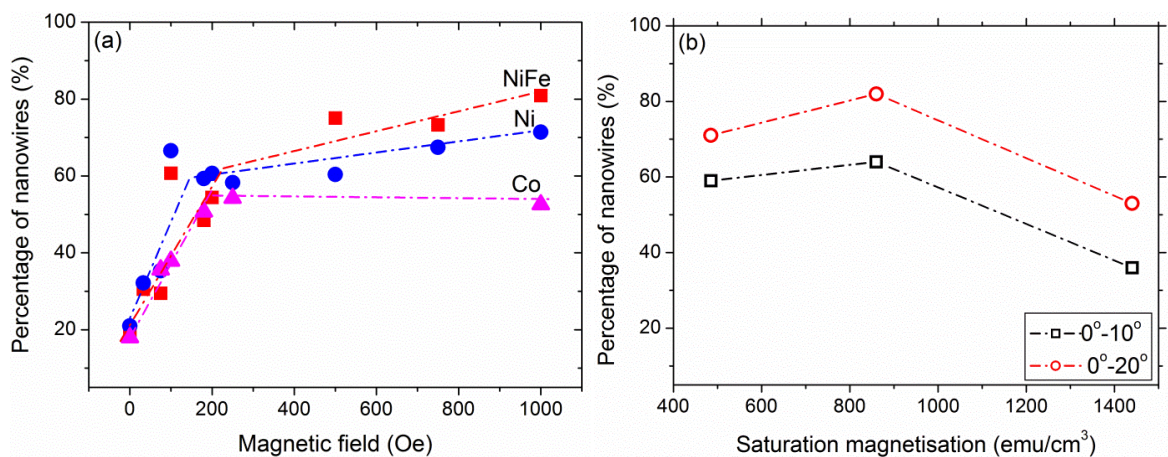 (a)
NiFe
Ni
Co
Percentage of nanowires (%)
100
80
60
40
20
0 200 400 600 800 1000
Magnetic field (Oe)
(b)
Percentage of nanowires (%)
100
80
60
40
20
0°-10°
0°-20°
400 600 800 1000 1200 1400
Saturation magnetisation (emu/cm³)